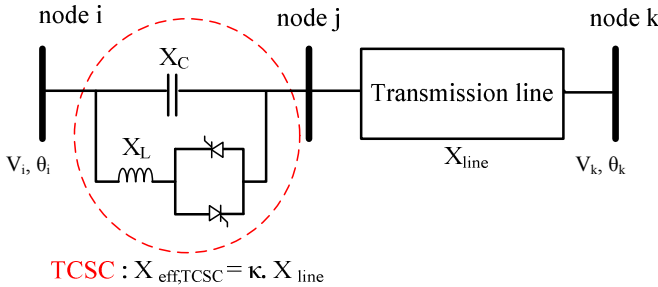 node i
node j
node k
X_C
Transmission line
X_L
X_line
V_i, θ_i
V_k, θ_k
TCSC : X_eff,TCSC = κ. X_line